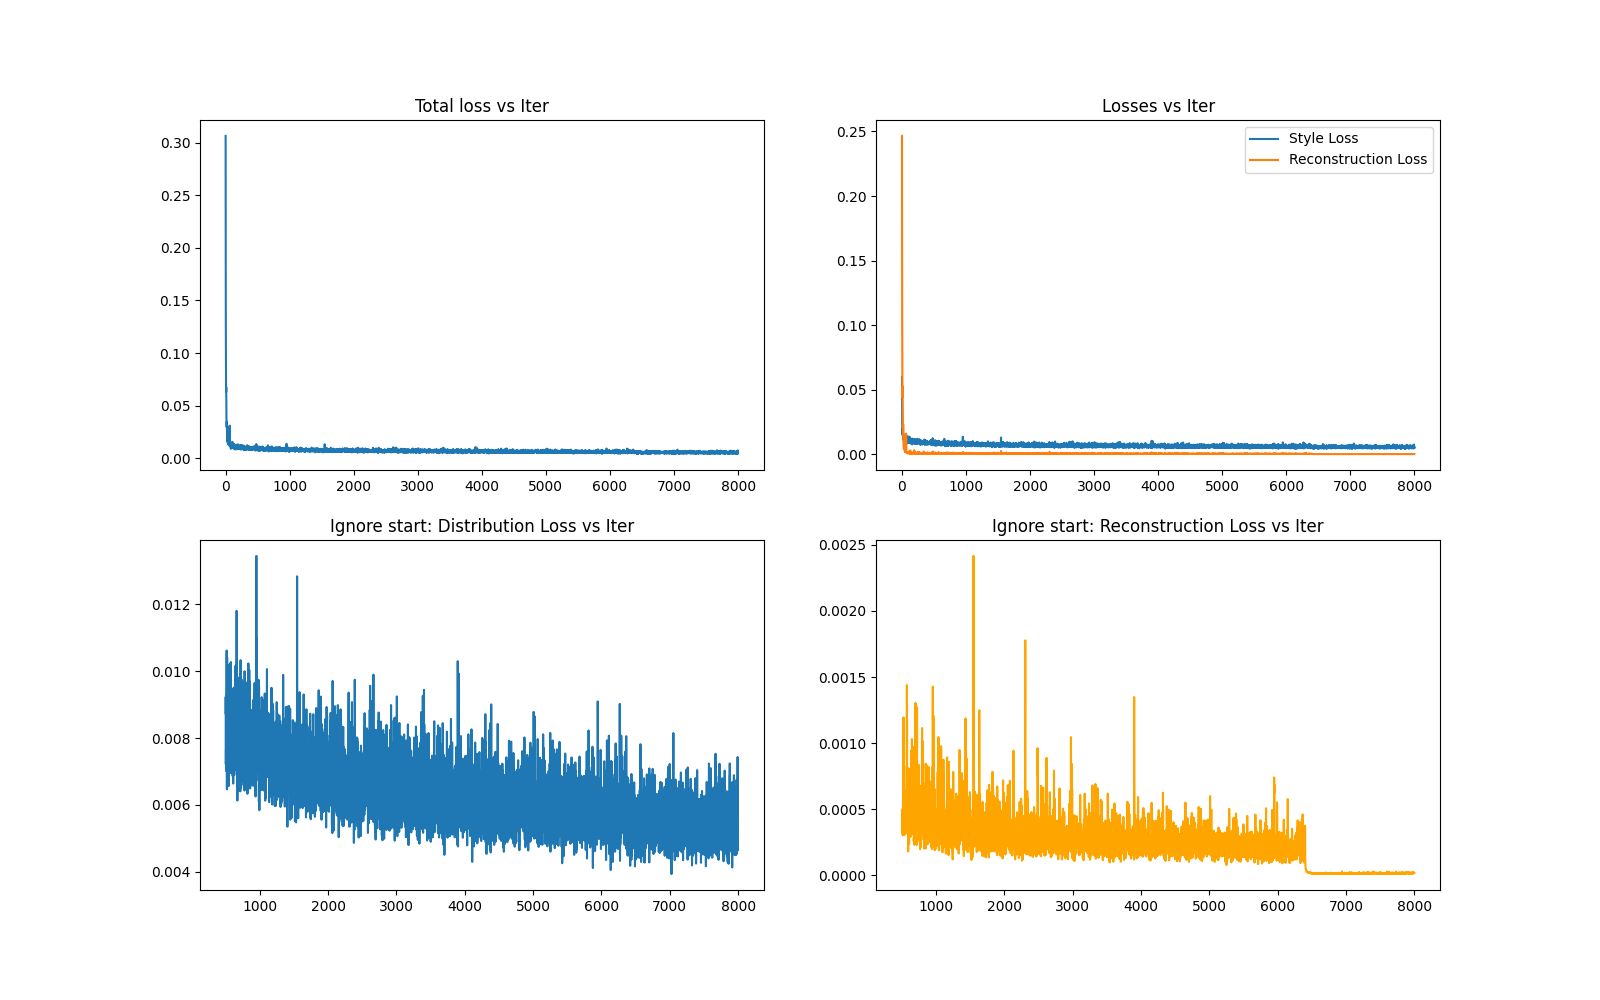 Total loss vs Iter
0.30
0.25
0.20
0.15
0.10
0.05
0.00
0 1000 2000 3000 4000 5000 6000 7000 8000
Losses vs Iter
Style Loss
Reconstruction Loss
0.25
0.20
0.15
0.10
0.05
0.00
0 1000 2000 3000 4000 5000 6000 7000 8000
Ignore start: Distribution Loss vs Iter
0.012
0.010
0.008
0.006
0.004
1000 2000 3000 4000 5000 6000 7000 8000
Ignore start: Reconstruction Loss vs Iter
0.0025
0.0020
0.0015
0.0010
0.0005
0.0000
1000 2000 3000 4000 5000 6000 7000 8000